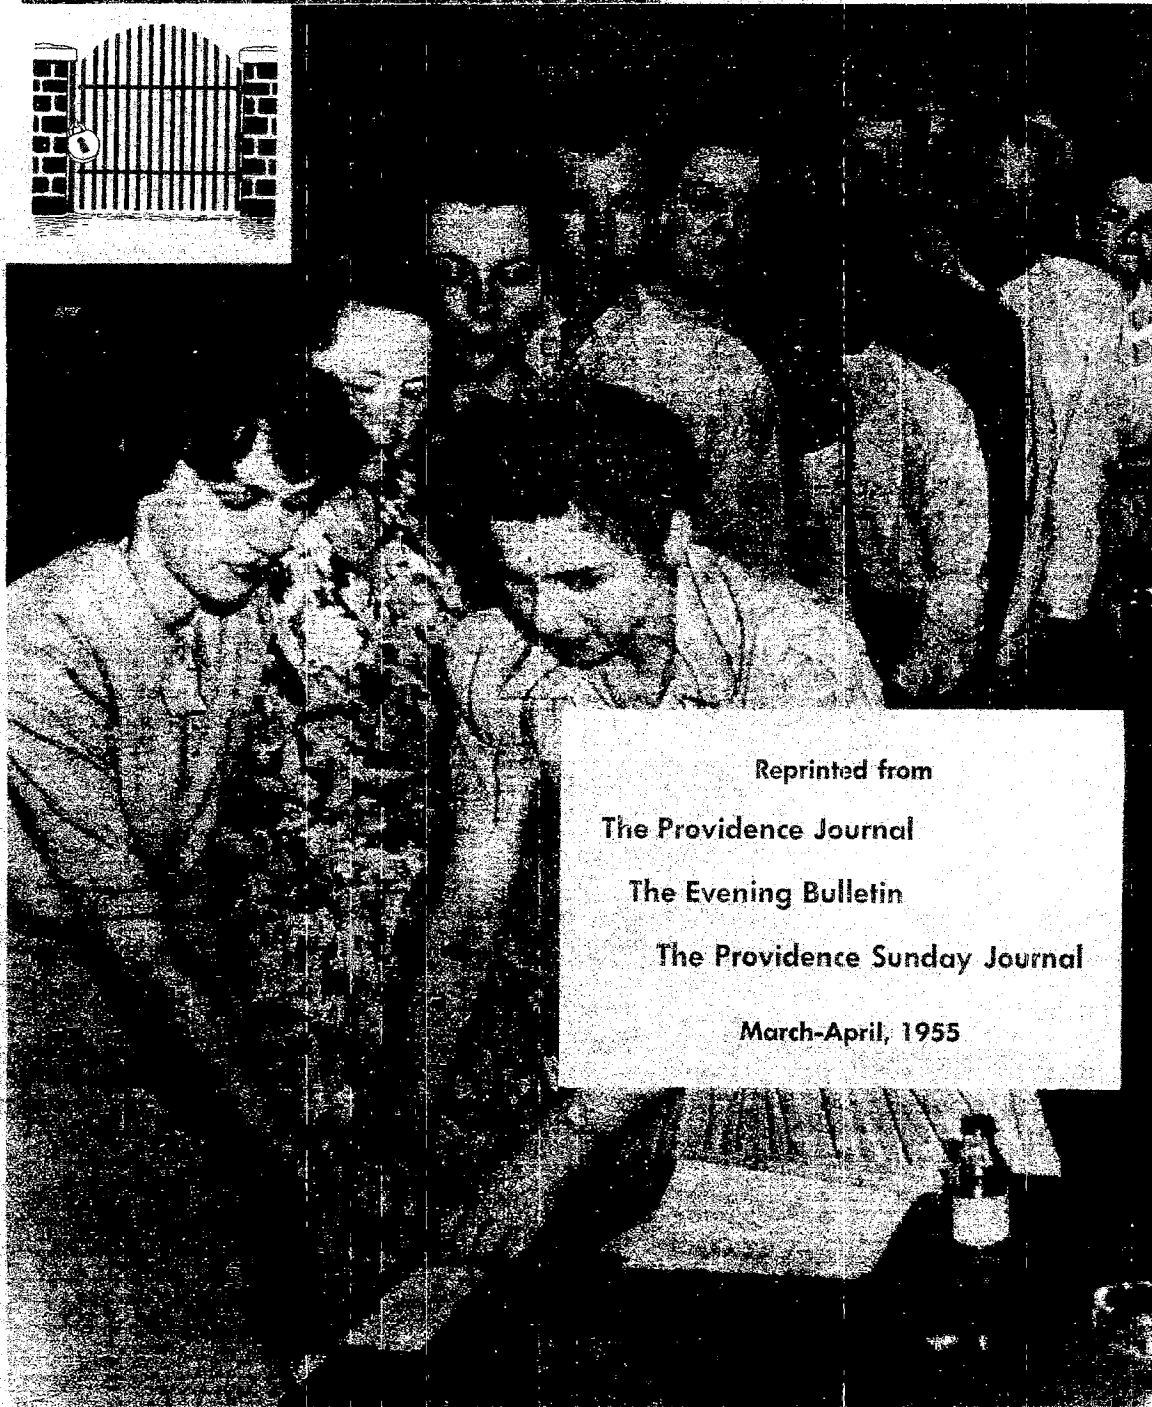 Reprinted from
The Providence Journal
The Evening Bulletin
The Providence Sunday Journal
March-April, 1955